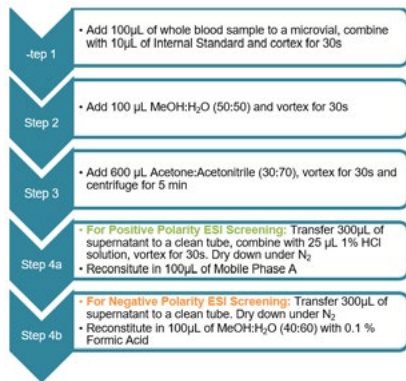 -tep 1
• Add 100µL of whole blood sample to a microvial, combine
with 10µL of Internal Standard and cortex for 30s
Step 2
• Add 100 µL MeOH:H₂O (50:50) and vortex for 30s
Step 3
• Add 600 µL Acetone:Acetonitrile (30:70), vortex for 30s and
centrifuge for 5 min
Step 4a
• For Positive Polarity ESI Screening: Transfer 300µL of
supernatant to a clean tube, combine with 25 µL 1% HCl
solution, vortex for 30s. Dry down under N₂
• Reconsitute in 100µL of Mobile Phase A
Step 4b
• For Negative Polarity ESI Screening: Transfer 300µL of
supernatant to a clean tube. Dry down under N₂
• Reconstitute in 100µL of MeOH:H₂O (40:60) with 0.1 %
Formic Acid